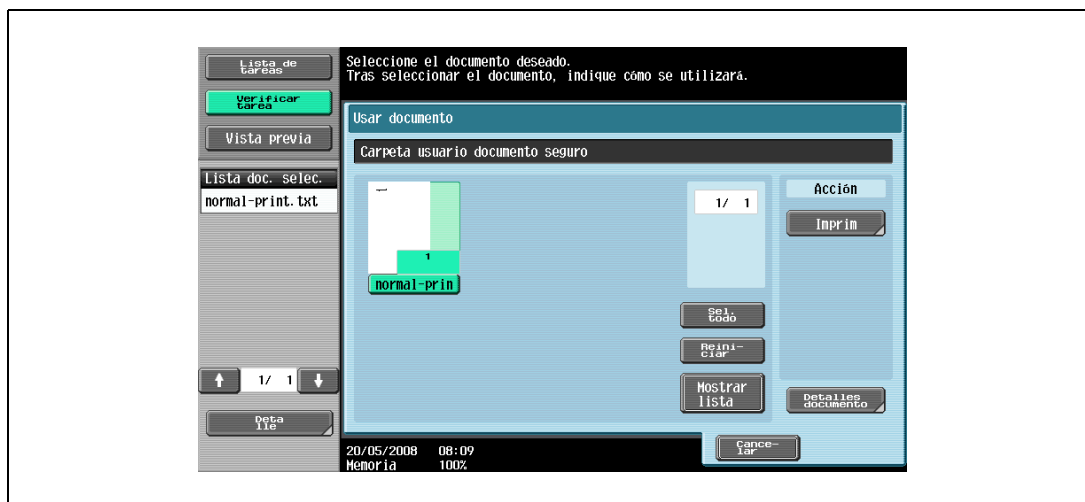 Lista de
tareas
Verificar
tarea
Vista previa
Lista doc. selec.
normal-print.txt
1/ 1
Deta
lle
Seleccione el documento deseado.
Tras seleccionar el documento, indique cómo se utilizará.
Usar documento
Carpeta usuario documento seguro
1
1
normal-prin
1/ 1
Sel.
todo
Reini-
ciar
Mostrar
lista
Acción
Imprim
Detalles
documento
Cance-
lar
20/05/2008 08:09
Memoria 100%